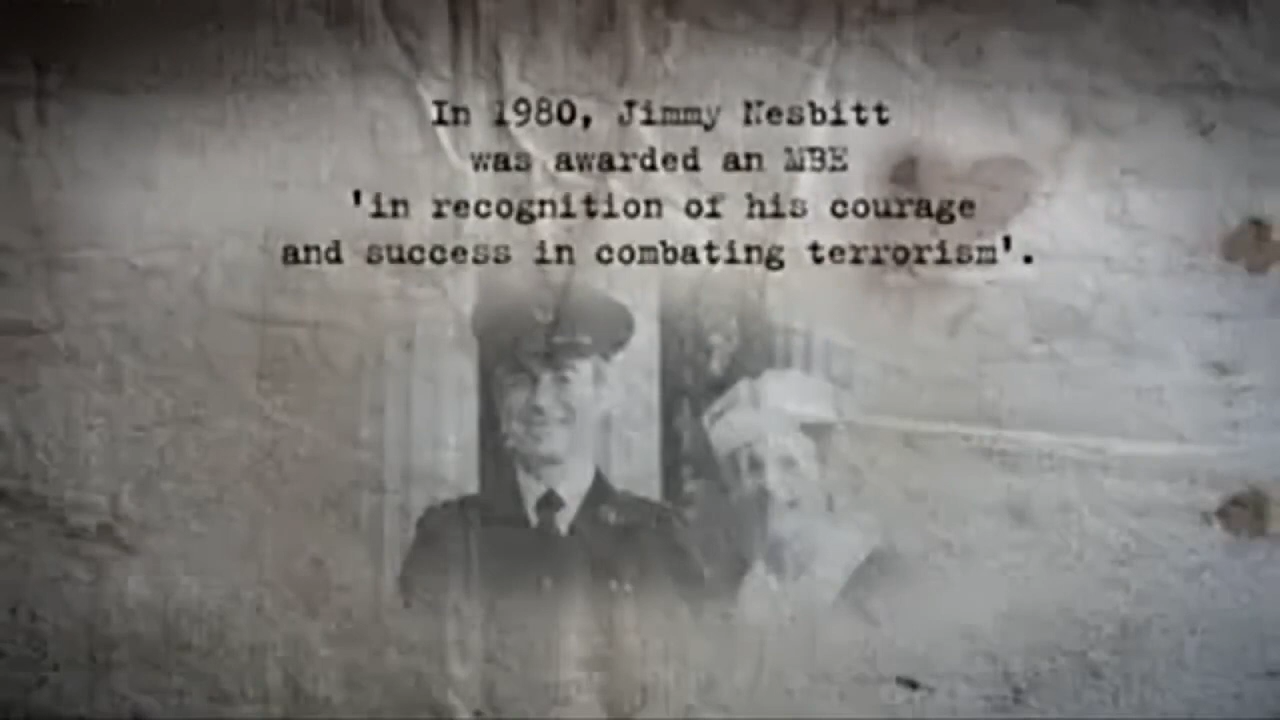 In 1980, Jimmy Nesbitt
was awarded an MBE
'in recognition of his courage
and success in combating terrorism'.